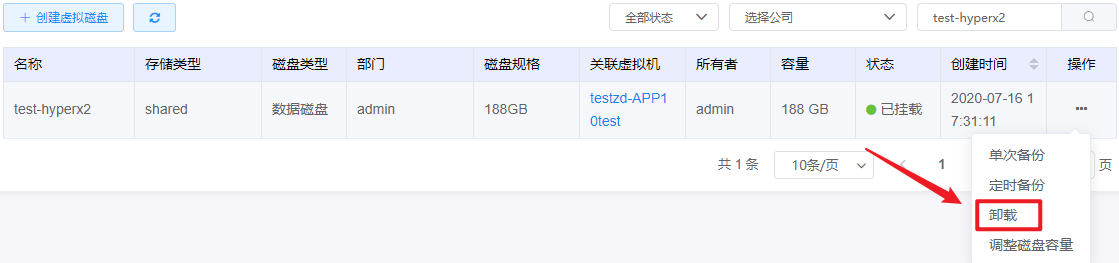 + 创建虚拟磁盘 全部状态 选择公司 test-hyperx2
名称 存储类型 磁盘类型 部门 磁盘规格 关联虚拟机 所有者 容量 状态 创建时间 操作
test-hyperx2 shared 数据磁盘 admin 188GB testzd-APP1 admin 188 GB 已挂载 2020-07-16 1 ...
0test 7:31:11
共 1 条 10条/页 1 页
单次备份
定时备份
卸载
调整磁盘容量